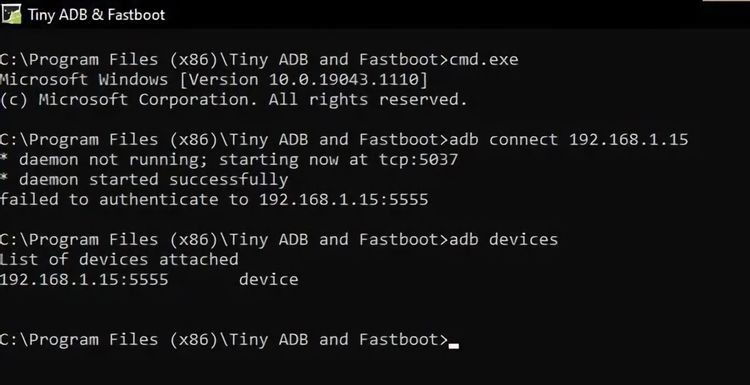 Tiny ADB & Fastboot
C:\Program Files (x86)\Tiny ADB and Fastboot>cmd.exe
Microsoft Windows [Version 10.0.19043.1110]
(c) Microsoft Corporation. All rights reserved.
C:\Program Files (x86)\Tiny ADB and Fastboot>adb connect 192.168.1.15
* daemon not running; starting now at tcp:5037
* daemon started successfully
failed to authenticate to 192.168.1.15:5555
C:\Program Files (x86)\Tiny ADB and Fastboot>adb devices
List of devices attached
192.168.1.15:5555 device
C:\Program Files (x86)\Tiny ADB and Fastboot>